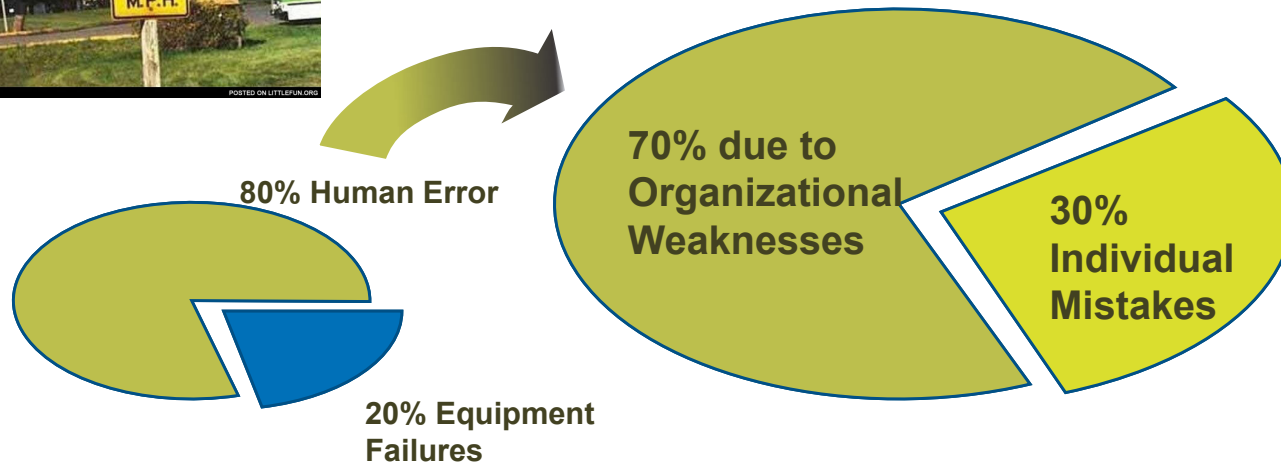 M.P.H.
POSTED ON LITTLEFUN.ORG
80% Human Error
20% Equipment
Failures
70% due to
Organizational
Weaknesses
30%
Individual
Mistakes